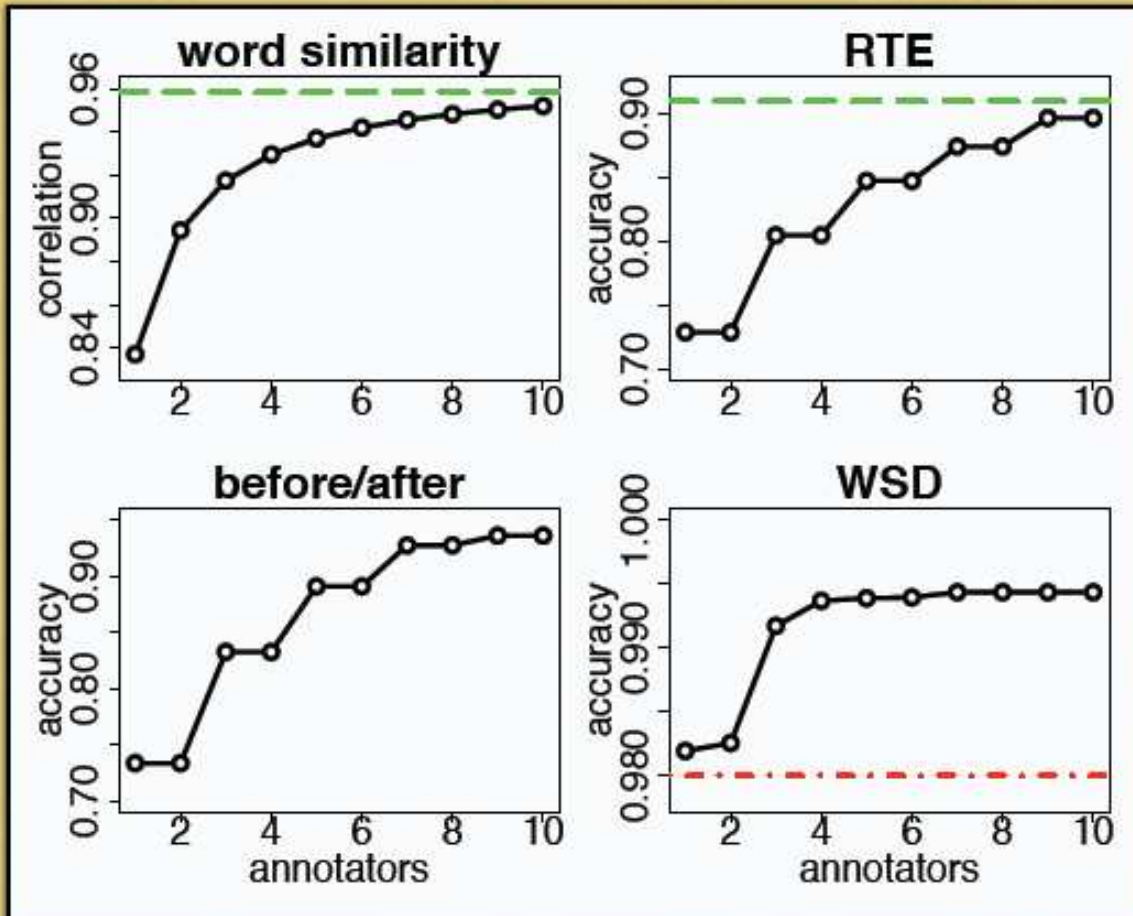 word similarity
correlation
0.84 0.90 0.96
2 4 6 8 10
RTE
accuracy
0.70 0.80 0.90
2 4 6 8 10
before/after
accuracy
0.70 0.80 0.90
2 4 6 8 10
annotators
WSD
accuracy
0.980 0.990 1.000
2 4 6 8 10
annotators